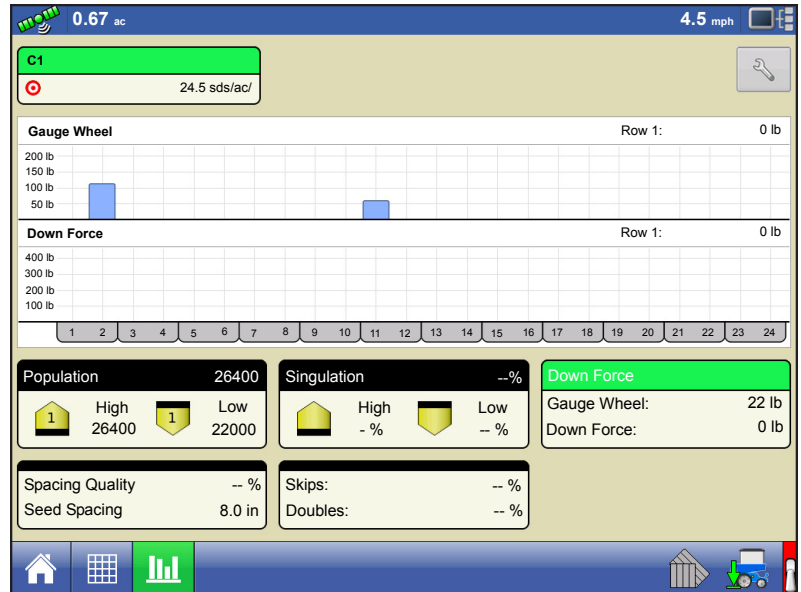 0.67 ac
4.5 mph
C1
24.5 sds/ac/
Gauge Wheel Row 1: 0 lb
200 lb
150 lb
100 lb
50 lb
Down Force Row 1: 0 lb
400 lb
300 lb
200 lb
100 lb
1 2 3 4 5 6 7 8 9 10 11 12 13 14 15 16 17 18 19 20 21 22 23 24
Population 26400
1 High 1 Low
26400 22000
Singulation --%
High Low
- % -- %
Down Force
Gauge Wheel: 22 lb
Down Force: 0 lb
Spacing Quality -- %
Seed Spacing 8.0 in
Skips: -- %
Doubles: -- %